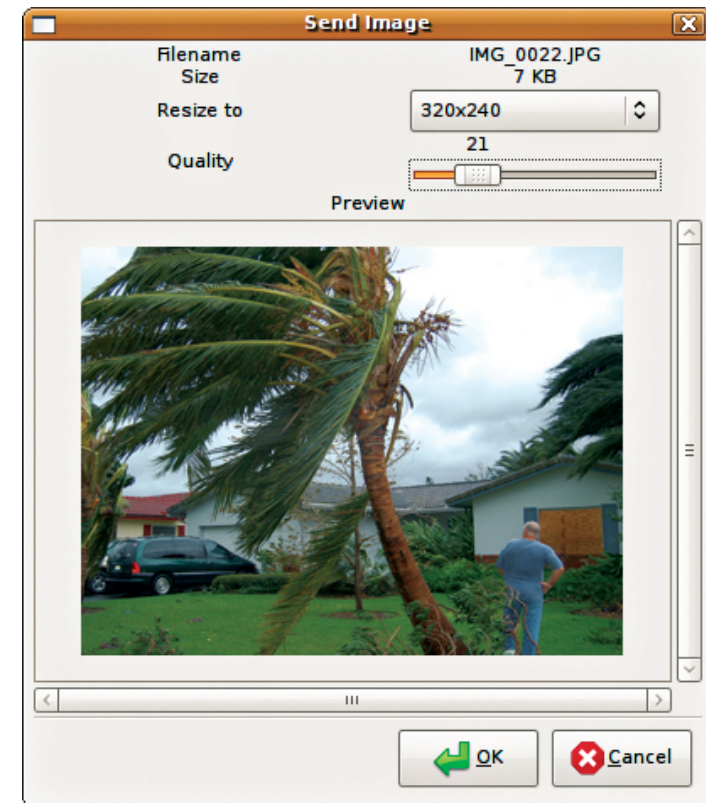 Send Image
Filename IMG_0022.JPG
Size 7 KB
Resize to 320x240
21
Quality
Preview
OK
Cancel